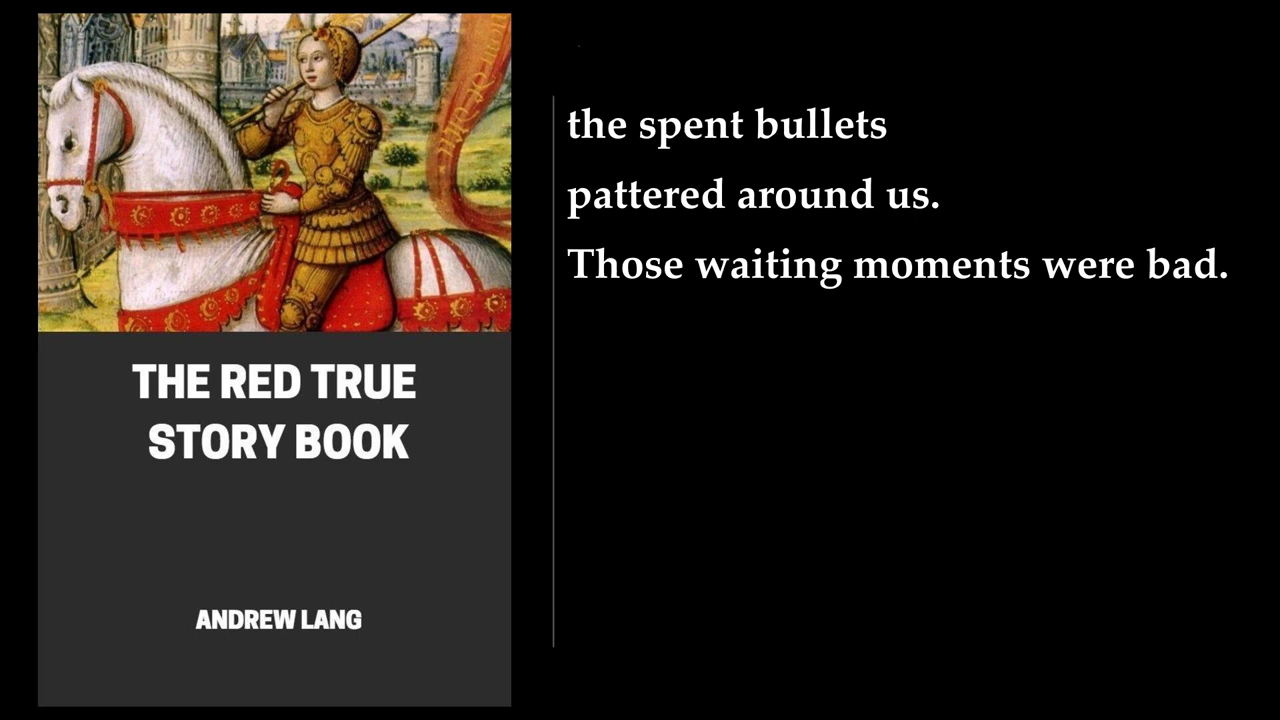 THE RED TRUE
STORY BOOK
ANDREW LANG
the spent bullets
pattered around us.
Those waiting moments were bad.